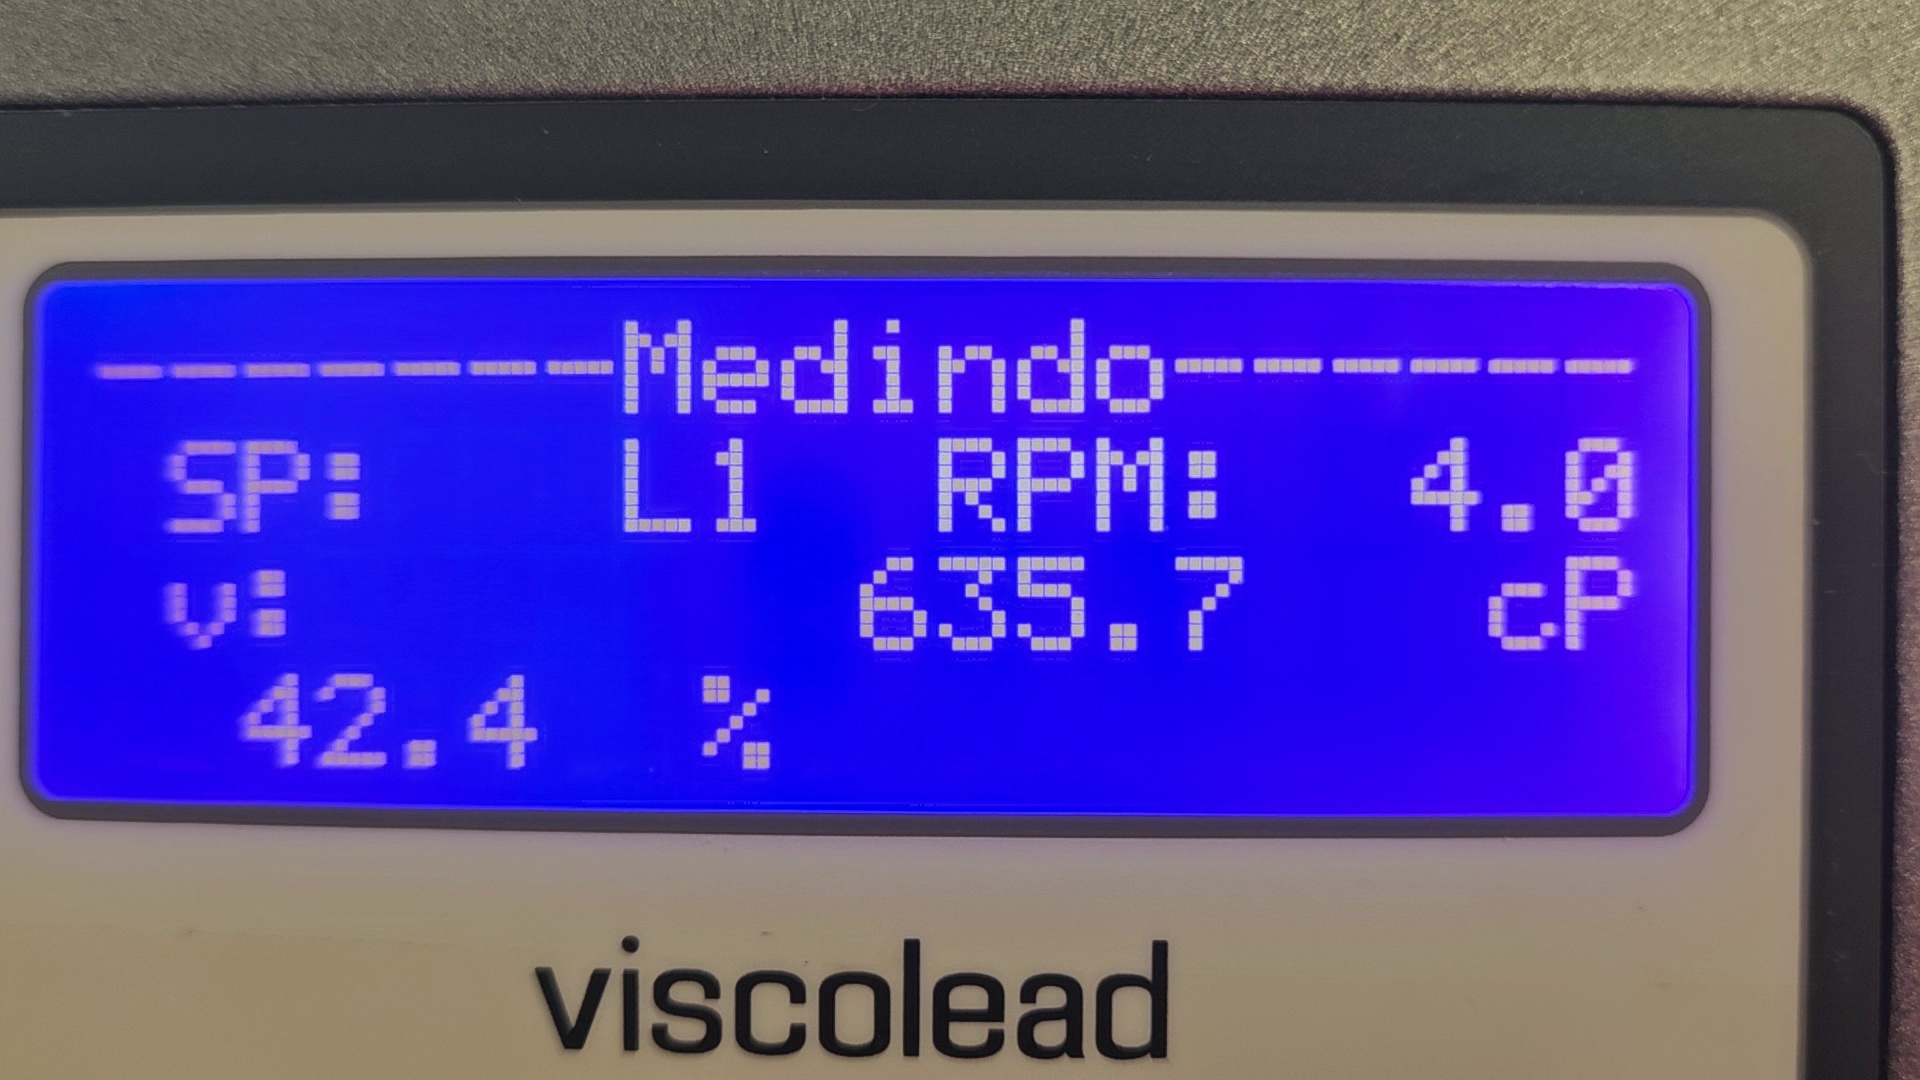 -------Medindo------
SP: L1 RPM: 4.0
v: 635.7 cP
42.4 %
viscolead